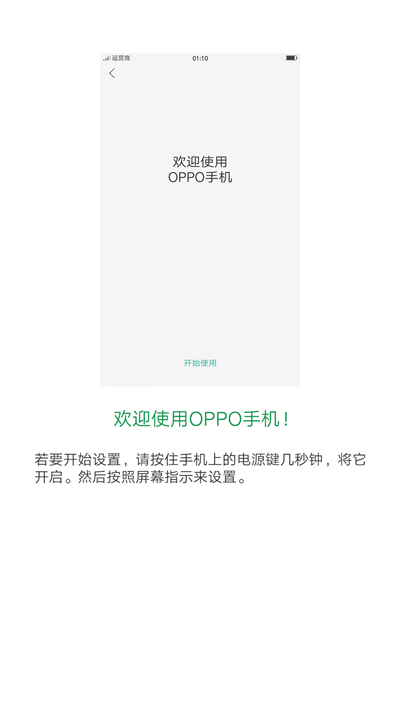 运营商 01:10
欢迎使用
OPPO手机
开始使用
欢迎使用OPPO手机！
若要开始设置，请按住手机上的电源键几秒钟，将它
开启。然后按照屏幕指示来设置。